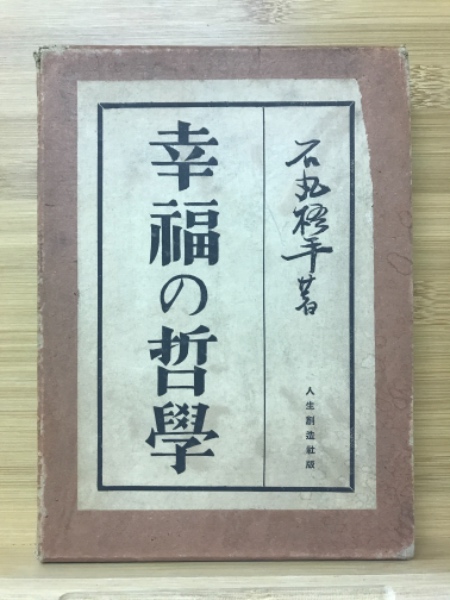 石丸梧平著
人生創造社版
幸福の哲學